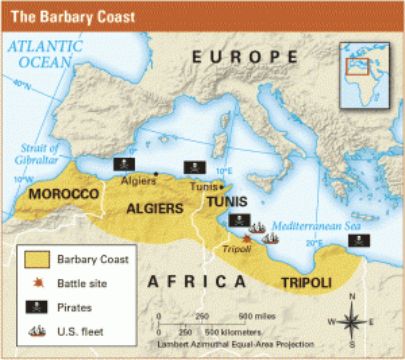 The Barbary Coast
ATLANTIC
OCEAN
EUROPE
40°N
Strait of
Gibraltar
0°
10°E
10°W
Algiers
Tunis
MOROCCO
ALGIERS
TUNIS
Mediterranean Sea
Tripoli
20°E
Barbary Coast
Battle site
Pirates
U.S. fleet
AFRICA
TRIPOLI
0 250 500 miles
0 250 500 kilometers
Lambert Azimuthal Equal-Area Projection
N
W E
S